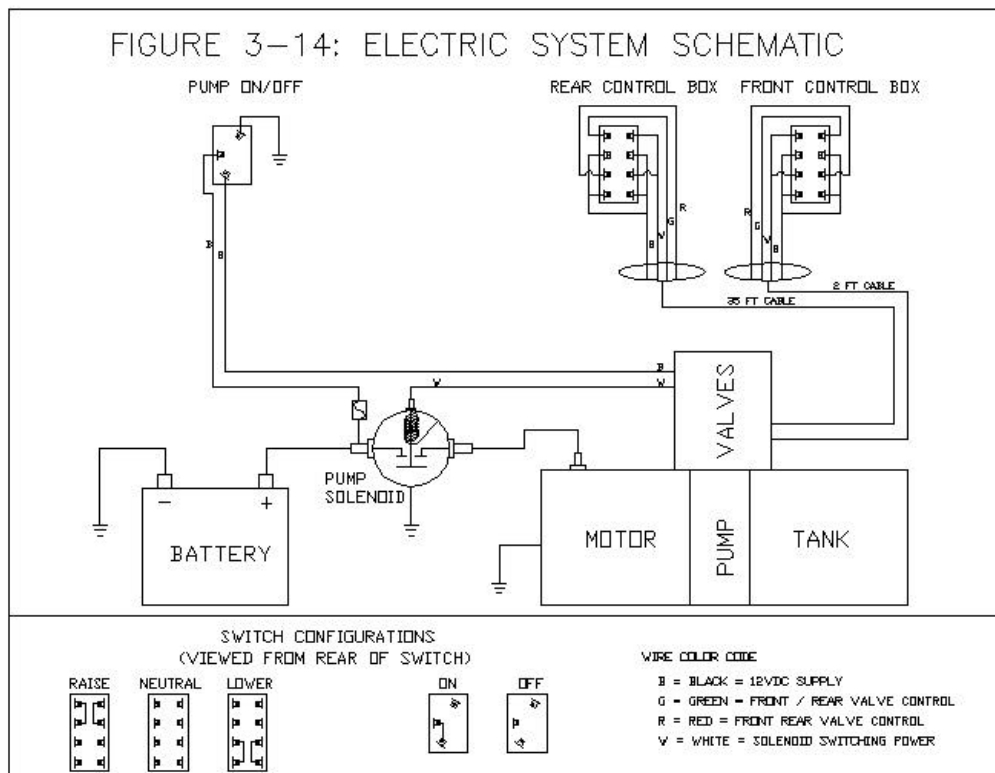 FIGURE 3-14: ELECTRIC SYSTEM SCHEMATIC
PUMP ON/OFF
REAR CONTROL BOX
FRONT CONTROL BOX
R
G
W
B
R
G
W
B
B
B
2 FT CABLE
35 FT CABLE
B
W
W
VALVES
PUMP
SOLENOID
- +
BATTERY
MOTOR
PUMP
TANK
SWITCH CONFIGURATIONS
(VIEWED FROM REAR OF SWITCH)
RAISE
NEUTRAL
LOWER
ON
OFF
WIRE COLOR CODE
B = BLACK = 12VDC SUPPLY
G = GREEN = FRONT / REAR VALVE CONTROL
R = RED = FRONT REAR VALVE CONTROL
W = WHITE = SOLENOID SWITCHING POWER